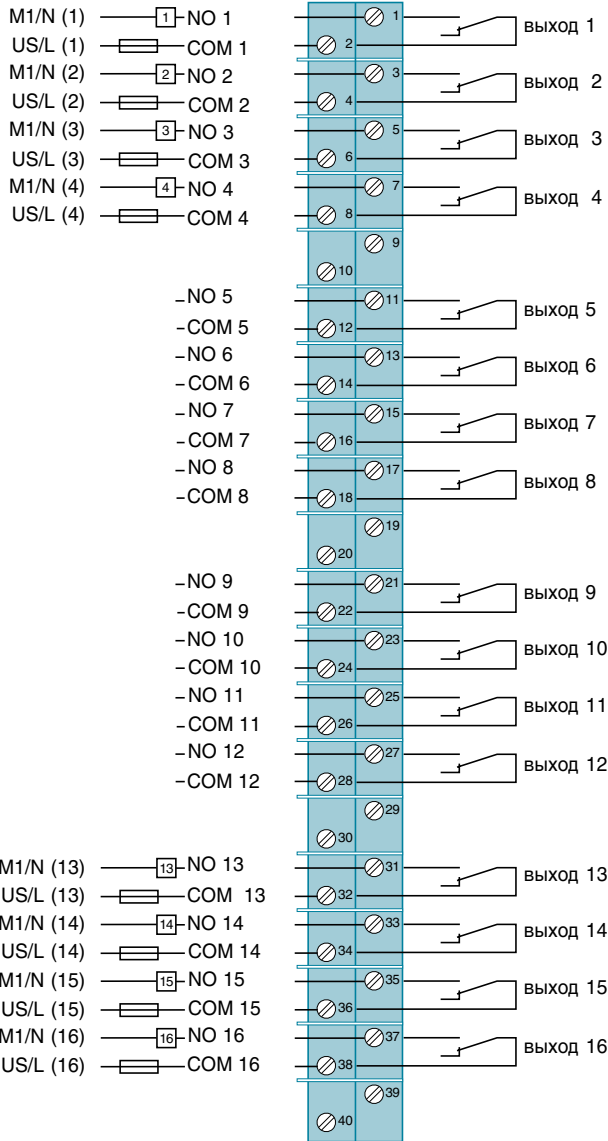 M1/N (1) 1 NO 1 1 выход 1
US/L (1) COM 1 2
M1/N (2) 2 NO 2 3 выход 2
US/L (2) COM 2 4
M1/N (3) 3 NO 3 5 выход 3
US/L (3) COM 3 6
M1/N (4) 4 NO 4 7 выход 4
US/L (4) COM 4 8
9
10
NO 5 11 выход 5
COM 5 12
NO 6 13 выход 6
COM 6 14
NO 7 15 выход 7
COM 7 16
NO 8 17 выход 8
COM 8 18
19
20
NO 9 21 выход 9
COM 9 22
NO 10 23 выход 10
COM 10 24
NO 11 25 выход 11
COM 11 26
NO 12 27 выход 12
COM 12 28
29
30
M1/N (13) 13 NO 13 31 выход 13
US/L (13) COM 13 32
M1/N (14) 14 NO 14 33 выход 14
US/L (14) COM 14 34
M1/N (15) 15 NO 15 35 выход 15
US/L (15) COM 15 36
M1/N (16) 16 NO 16 37 выход 16
US/L (16) COM 16 38
39
40